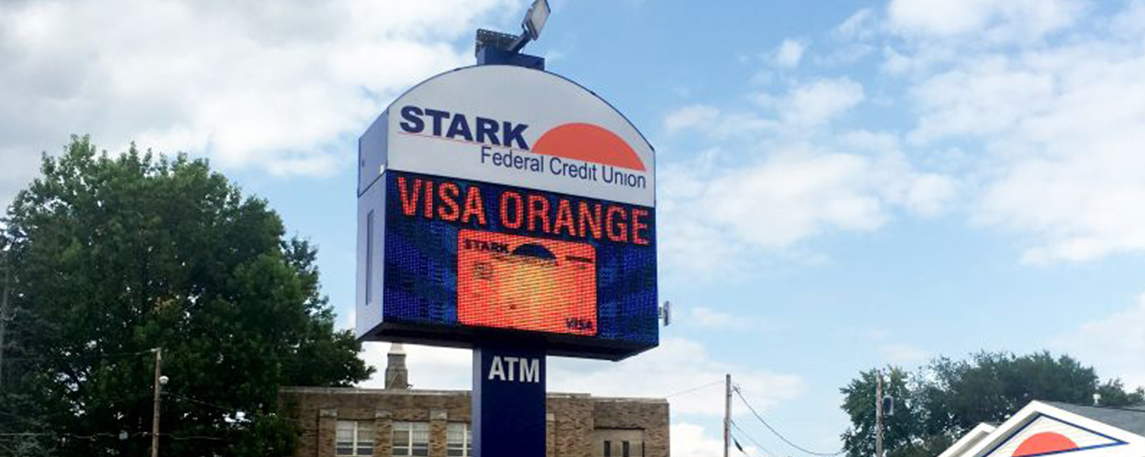 STARK
Federal Credit Union
VISA ORANGE
STARK
VISA
ATM